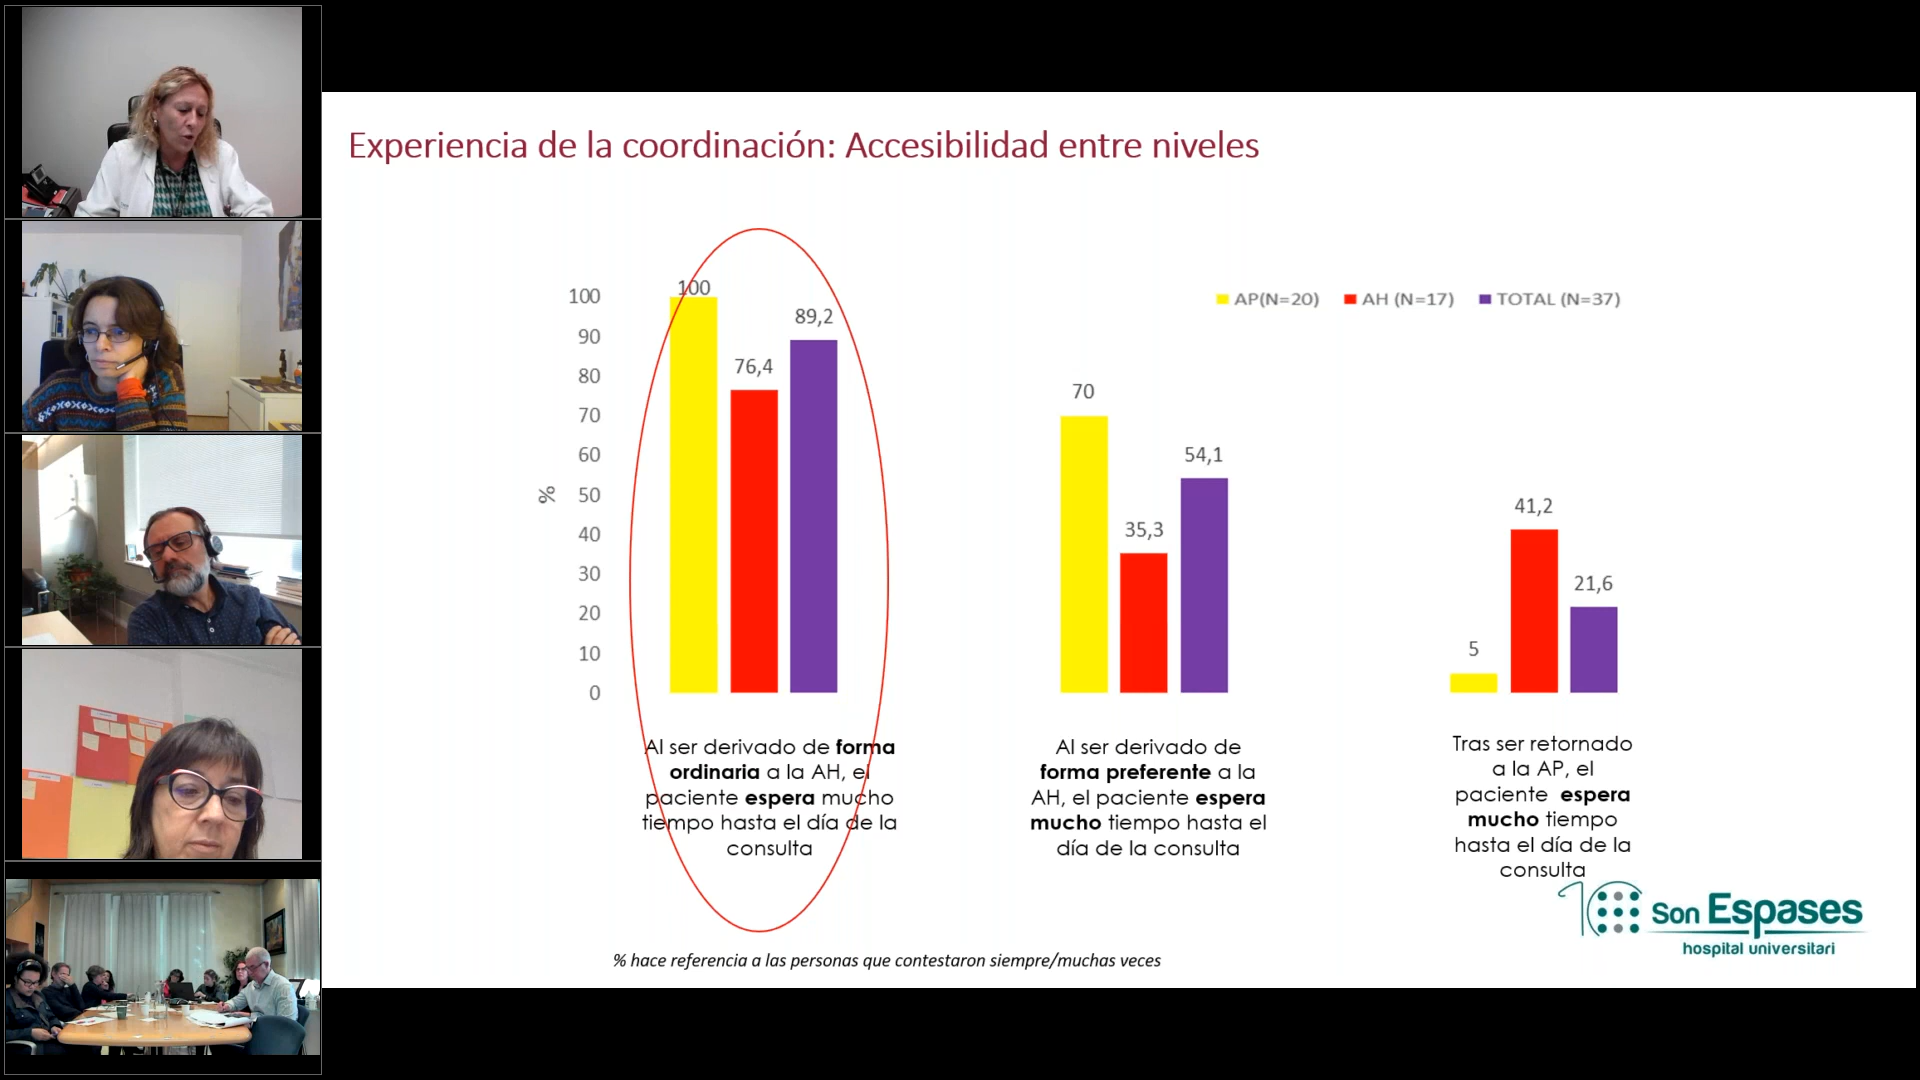 Experiencia de la coordinación: Accesibilidad entre niveles
AP(N=20) AH (N=17) TOTAL (N=37)
%
100
90
80
70
60
50
40
30
20
10
0
100
76,4
89,2
70
35,3
54,1
5
41,2
21,6
Al ser derivado de forma
ordinaria a la AH, el
paciente espera mucho
tiempo hasta el día de la
consulta
Al ser derivado de
forma preferente a la
AH, el paciente espera
mucho tiempo hasta el
día de la consulta
Tras ser retornado
a la AP, el
paciente espera
mucho tiempo
hasta el día de la
consulta
% hace referencia a las personas que contestaron siempre/muchas veces
10 Son Espases
hospital universitari